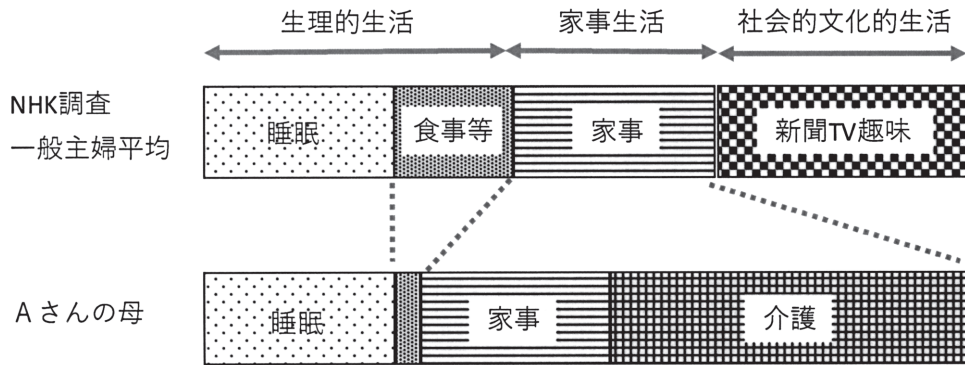 生理的生活 家事生活 社会的文化的生活
NHK調査
一般主婦平均
睡眠 食事等 家事 新聞TV趣味
Aさんの母
睡眠 家事 介護